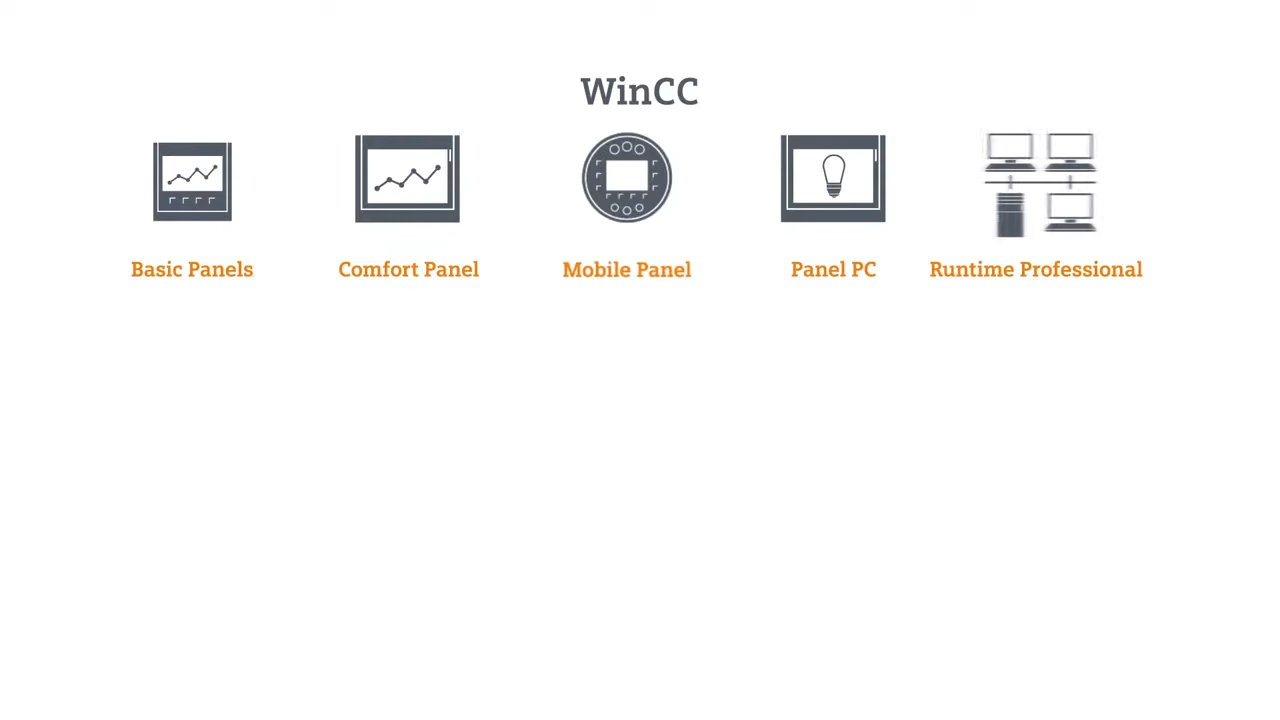 WinCC
Basic Panels
Comfort Panel
Mobile Panel
Panel PC
Runtime Professional